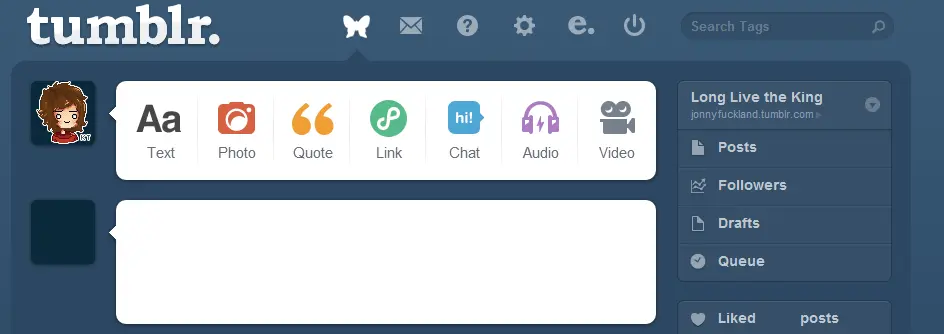 tumblr.
e.
Search Tags
Aa
hi!
Text Photo Quote Link Chat Audio Video
Long Live the King
jonnyfuckland.tumblr.com
Posts
Followers
Drafts
Queue
Liked posts